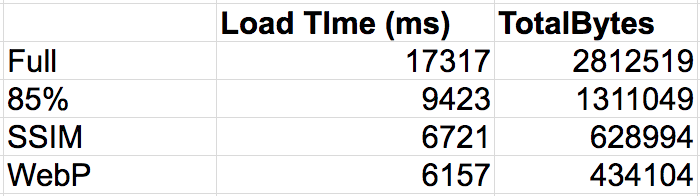 Load TIme (ms) TotalBytes
Full 17317 2812519
85% 9423 1311049
SSIM 6721 628994
WebP 6157 434104